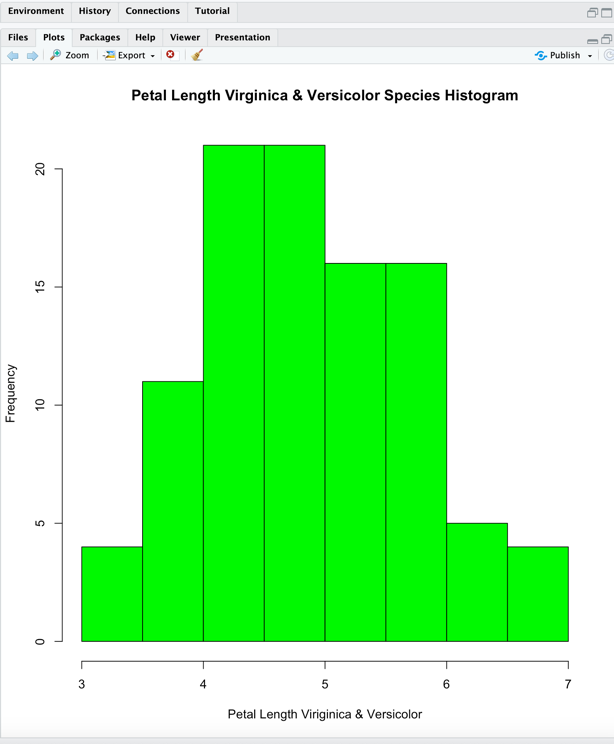 Environment History Connections Tutorial
Files Plots Packages Help Viewer Presentation
Zoom Export Publish
Petal Length Virginica & Versicolor Species Histogram
20
15
10
5
0
Frequency
3 4 5 6 7
Petal Length Viriginica & Versicolor